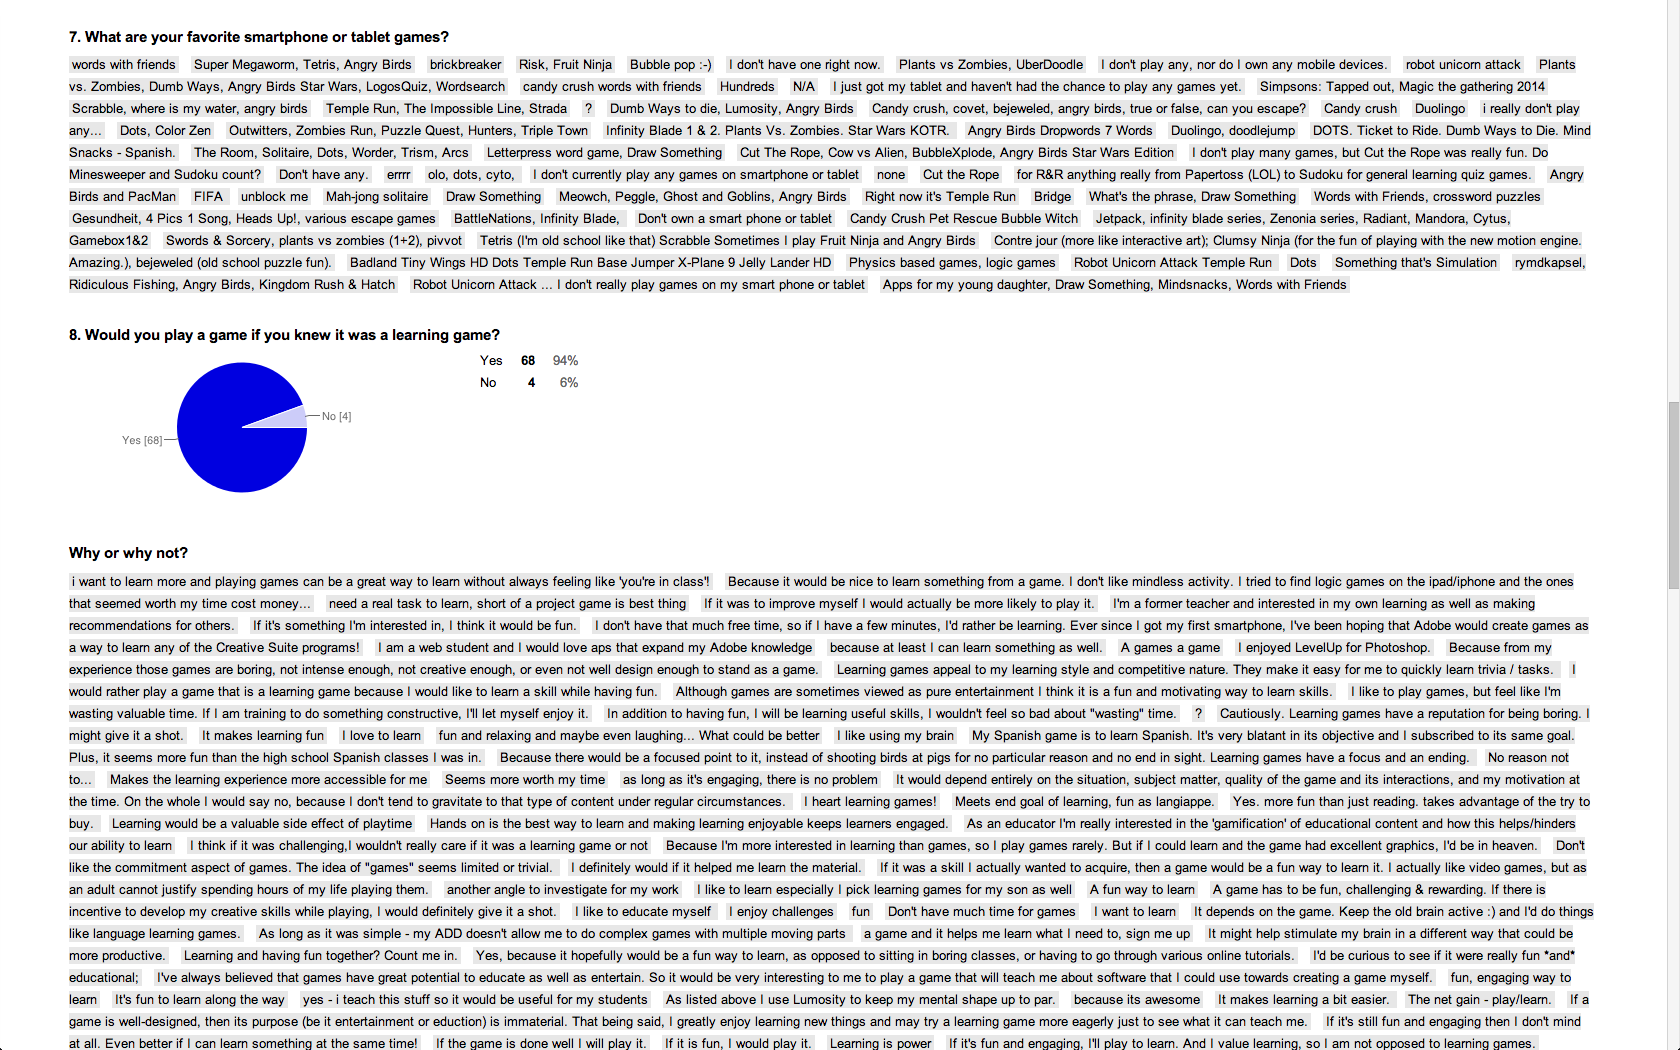 7. What are your favorite smartphone or tablet games?
words with friends Super Megaworm, Tetris, Angry Birds brickbreaker Risk, Fruit Ninja Bubble pop :-) I don't have one right now. Plants vs Zombies, UberDoodle I don't play any, nor do I own any mobile devices. robot unicorn attack Plants
vs. Zombies, Dumb Ways, Angry Birds Star Wars, LogosQuiz, Wordsearch candy crush words with friends Hundreds N/A I just got my tablet and haven't had the chance to play any games yet. Simpsons: Tapped out, Magic the gathering 2014
Scrabble, where is my water, angry birds Temple Run, The Impossible Line, Strada ? Dumb Ways to die, Lumosity, Angry Birds Candy crush, covet, bejeweled, angry birds, true or false, can you escape? Candy crush Duolingo i really don't play
any... Dots, Color Zen Outwitters, Zombies Run, Puzzle Quest, Hunters, Triple Town Infinity Blade 1 & 2. Plants Vs. Zombies. Star Wars KOTR. Angry Birds Dropwords 7 Words Duolingo, doodlejump DOTS. Ticket to Ride. Dumb Ways to Die. Mind
Snacks - Spanish. The Room, Solitaire, Dots, Worder, Trism, Arcs Letterpress word game, Draw Something Cut The Rope, Cow vs Alien, BubbleXplode, Angry Birds Star Wars Edition I don't play many games, but Cut the Rope was really fun. Do
Minesweeper and Sudoku count? Don't have any. errrr olo, dots, cyto, I don't currently play any games on smartphone or tablet none Cut the Rope for R&R anything really from Papertoss (LOL) to Sudoku for general learning quiz games. Angry
Birds and PacMan FIFA unblock me Mah-jong solitaire Draw Something Meowch, Peggle, Ghost and Goblins, Angry Birds Right now it's Temple Run Bridge What's the phrase, Draw Something Words with Friends, crossword puzzles
Gesundheit, 4 Pics 1 Song, Heads Up!, various escape games BattleNations, Infinity Blade, Don't own a smart phone or tablet Candy Crush Pet Rescue Bubble Witch Jetpack, infinity blade series, Zenonia series, Radiant, Mandora, Cytus,
Gamebox1&2 Swords & Sorcery, plants vs zombies (1+2), pivvot Tetris (I'm old school like that) Scrabble Sometimes I play Fruit Ninja and Angry Birds Contre jour (more like interactive art); Clumsy Ninja (for the fun of playing with the new motion engine.
Amazing.), bejeweled (old school puzzle fun). Badland Tiny Wings HD Dots Temple Run Base Jumper X-Plane 9 Jelly Lander HD Physics based games, logic games Robot Unicorn Attack Temple Run Dots Something that's Simulation rymdkapsel,
Ridiculous Fishing, Angry Birds, Kingdom Rush & Hatch Robot Unicorn Attack ... I don't really play games on my smart phone or tablet Apps for my young daughter, Draw Something, Mindsnacks, Words with Friends
8. Would you play a game if you knew it was a learning game?
Yes 68 94%
No 4 6%
No [4]
Yes [68]
Why or why not?
i want to learn more and playing games can be a great way to learn without always feeling like 'you're in class'! Because it would be nice to learn something from a game. I don't like mindless activity. I tried to find logic games on the ipad/iphone and the ones
that seemed worth my time cost money... need a real task to learn, short of a project game is best thing If it was to improve myself I would actually be more likely to play it. I'm a former teacher and interested in my own learning as well as making
recommendations for others. If it's something I'm interested in, I think it would be fun. I don't have that much free time, so if I have a few minutes, I'd rather be learning. Ever since I got my first smartphone, I've been hoping that Adobe would create games as
a way to learn any of the Creative Suite programs! I am a web student and I would love aps that expand my Adobe knowledge because at least I can learn something as well. A games a game I enjoyed LevelUp for Photoshop. Because from my
experience those games are boring, not intense enough, not creative enough, or even not well design enough to stand as a game. Learning games appeal to my learning style and competitive nature. They make it easy for me to quickly learn trivia / tasks. I
would rather play a game that is a learning game because I would like to learn a skill while having fun. Although games are sometimes viewed as pure entertainment I think it is a fun and motivating way to learn skills. I like to play games, but feel like I'm
wasting valuable time. If I am training to do something constructive, I'll let myself enjoy it. In addition to having fun, I will be learning useful skills, I wouldn't feel so bad about "wasting" time. ? Cautiously. Learning games have a reputation for being boring. I
might give it a shot. It makes learning fun I love to learn fun and relaxing and maybe even laughing... What could be better I like using my brain My Spanish game is to learn Spanish. It's very blatant in its objective and I subscribed to its same goal.
Plus, it seems more fun than the high school Spanish classes I was in. Because there would be a focused point to it, instead of shooting birds at pigs for no particular reason and no end in sight. Learning games have a focus and an ending. No reason not
to... Makes the learning experience more accessible for me Seems more worth my time as long as it's engaging, there is no problem It would depend entirely on the situation, subject matter, quality of the game and its interactions, and my motivation at
the time. On the whole I would say no, because I don't tend to gravitate to that type of content under regular circumstances. I heart learning games! Meets end goal of learning, fun as langiappe. Yes. more fun than just reading. takes advantage of the try to
buy. Learning would be a valuable side effect of playtime Hands on is the best way to learn and making learning enjoyable keeps learners engaged. As an educator I'm really interested in the 'gamification' of educational content and how this helps/hinders
our ability to learn I think if it was challenging,I wouldn't really care if it was a learning game or not Because I'm more interested in learning than games, so I play games rarely. But if I could learn and the game had excellent graphics, I'd be in heaven. Don't
like the commitment aspect of games. The idea of "games" seems limited or trivial. I definitely would if it helped me learn the material. If it was a skill I actually wanted to acquire, then a game would be a fun way to learn it. I actually like video games, but as
an adult cannot justify spending hours of my life playing them. another angle to investigate for my work I like to learn especially I pick learning games for my son as well A fun way to learn A game has to be fun, challenging & rewarding. If there is
incentive to develop my creative skills while playing, I would definitely give it a shot. I like to educate myself I enjoy challenges fun Don't have much time for games I want to learn It depends on the game. Keep the old brain active :) and I'd do things
like language learning games. As long as it was simple - my ADD doesn't allow me to do complex games with multiple moving parts a game and it helps me learn what I need to, sign me up It might help stimulate my brain in a different way that could be
more productive. Learning and having fun together? Count me in. Yes, because it hopefully would be a fun way to learn, as opposed to sitting in boring classes, or having to go through various online tutorials. I'd be curious to see if it were really fun *and*
educational; I've always believed that games have great potential to educate as well as entertain. So it would be very interesting to me to play a game that will teach me about software that I could use towards creating a game myself. fun, engaging way to
learn It's fun to learn along the way yes - i teach this stuff so it would be useful for my students As listed above I use Lumosity to keep my mental shape up to par. because its awesome It makes learning a bit easier. The net gain - play/learn. If a
game is well-designed, then its purpose (be it entertainment or eduction) is immaterial. That being said, I greatly enjoy learning new things and may try a learning game more eagerly just to see what it can teach me. If it's still fun and engaging then I don't mind
at all. Even better if I can learn something at the same time! If the game is done well I will play it. If it is fun, I would play it. Learning is power If it's fun and engaging, I'll play to learn. And I value learning, so I am not opposed to learning games.